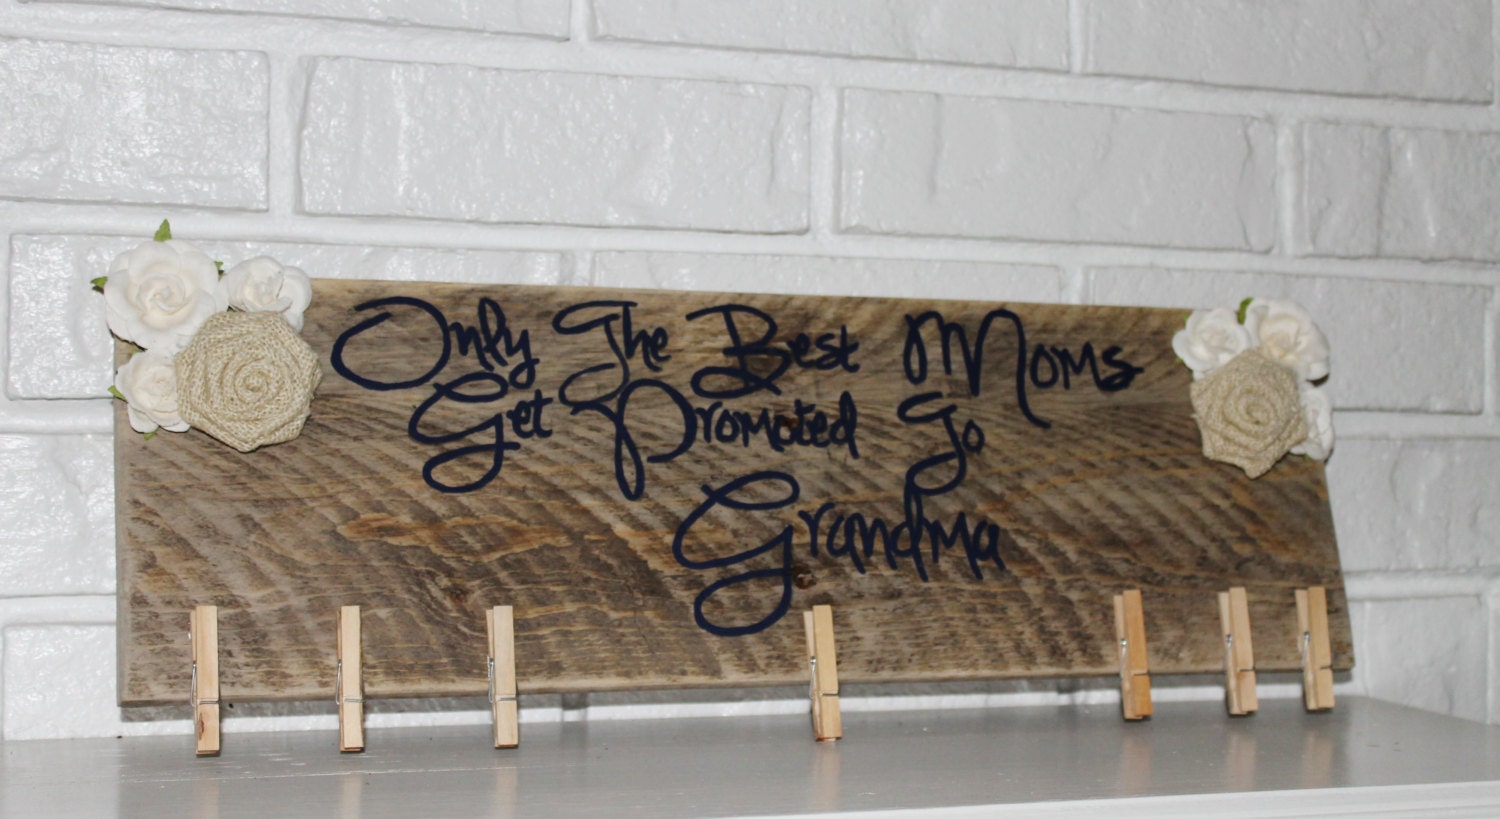 Only The Best Moms
Get Promoted To
Grandma